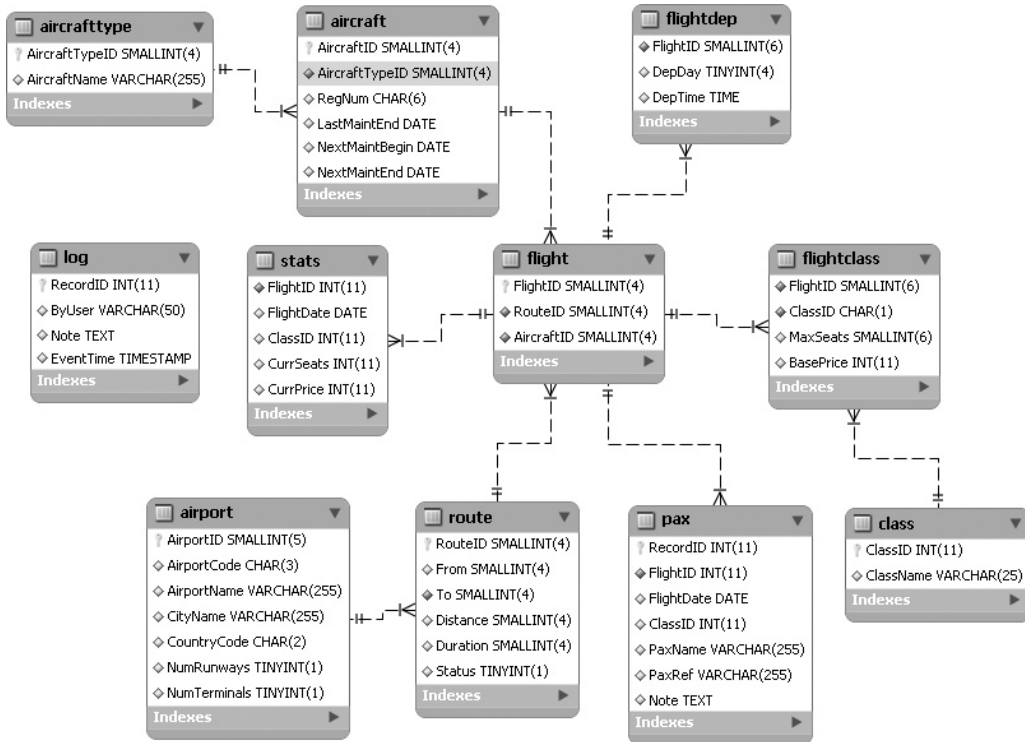 aircrafttype
AircraftTypeID SMALLINT(4)
AircraftName VARCHAR(255)
Indexes
aircraft
AircraftID SMALLINT(4)
AircraftTypeID SMALLINT(4)
RegNum CHAR(6)
LastMaintEnd DATE
NextMaintBegin DATE
NextMaintEnd DATE
Indexes
flightdep
FlightID SMALLINT(6)
DepDay TINYINT(4)
DepTime TIME
Indexes
log
RecordID INT(11)
ByUser VARCHAR(50)
Note TEXT
EventTime TIMESTAMP
Indexes
stats
FlightID INT(11)
FlightDate DATE
ClassID INT(11)
CurrSeats INT(11)
CurrPrice INT(11)
Indexes
flight
FlightID SMALLINT(4)
RouteID SMALLINT(4)
AircraftID SMALLINT(4)
Indexes
flightclass
FlightID SMALLINT(6)
ClassID CHAR(1)
MaxSeats SMALLINT(6)
BasePrice INT(11)
Indexes
airport
AirportID SMALLINT(5)
AirportCode CHAR(3)
AirportName VARCHAR(255)
CityName VARCHAR(255)
CountryCode CHAR(2)
NumRunways TINYINT(1)
NumTerminals TINYINT(1)
Indexes
route
RouteID SMALLINT(4)
From SMALLINT(4)
To SMALLINT(4)
Distance SMALLINT(4)
Duration SMALLINT(4)
Status TINYINT(1)
Indexes
pax
RecordID INT(11)
FlightID INT(11)
FlightDate DATE
ClassID INT(11)
PaxName VARCHAR(255)
PaxRef VARCHAR(255)
Note TEXT
Indexes
class
ClassID INT(11)
ClassName VARCHAR(25)
Indexes